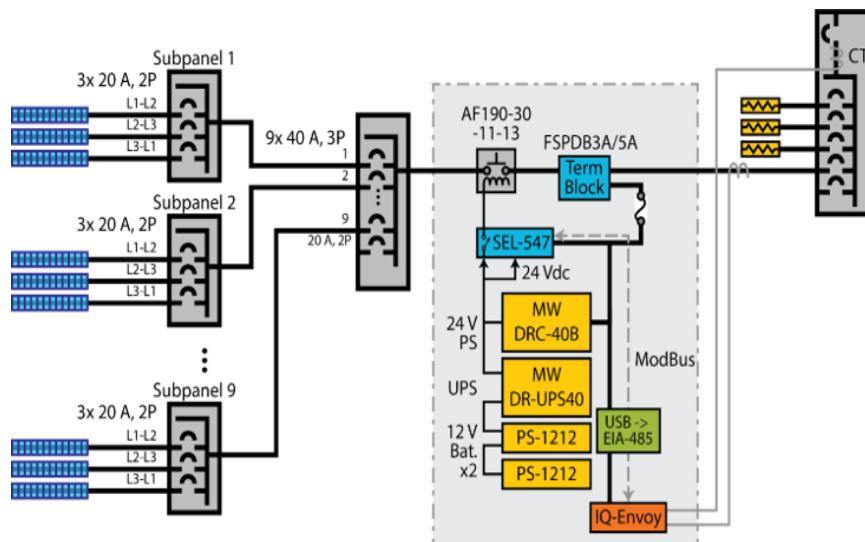 Subpanel 1
3x 20 A, 2P
L1-L2
L2-L3
L3-L1
Subpanel 2
3x 20 A, 2P
L1-L2
L2-L3
L3-L1
Subpanel 9
3x 20 A, 2P
L1-L2
L2-L3
L3-L1
9x 40 A, 3P
1
2
9
20 A, 2P
AF190-30
-11-13
FSPDB3A/5A
Term
Block
SEL-547
24 Vdc
24 V
PS
MW
DRC-40B
UPS
MW
DR-UPS40
12 V
Bat.
x2
PS-1212
PS-1212
ModBus
USB ->
EIA-485
IQ-Envoy
CT